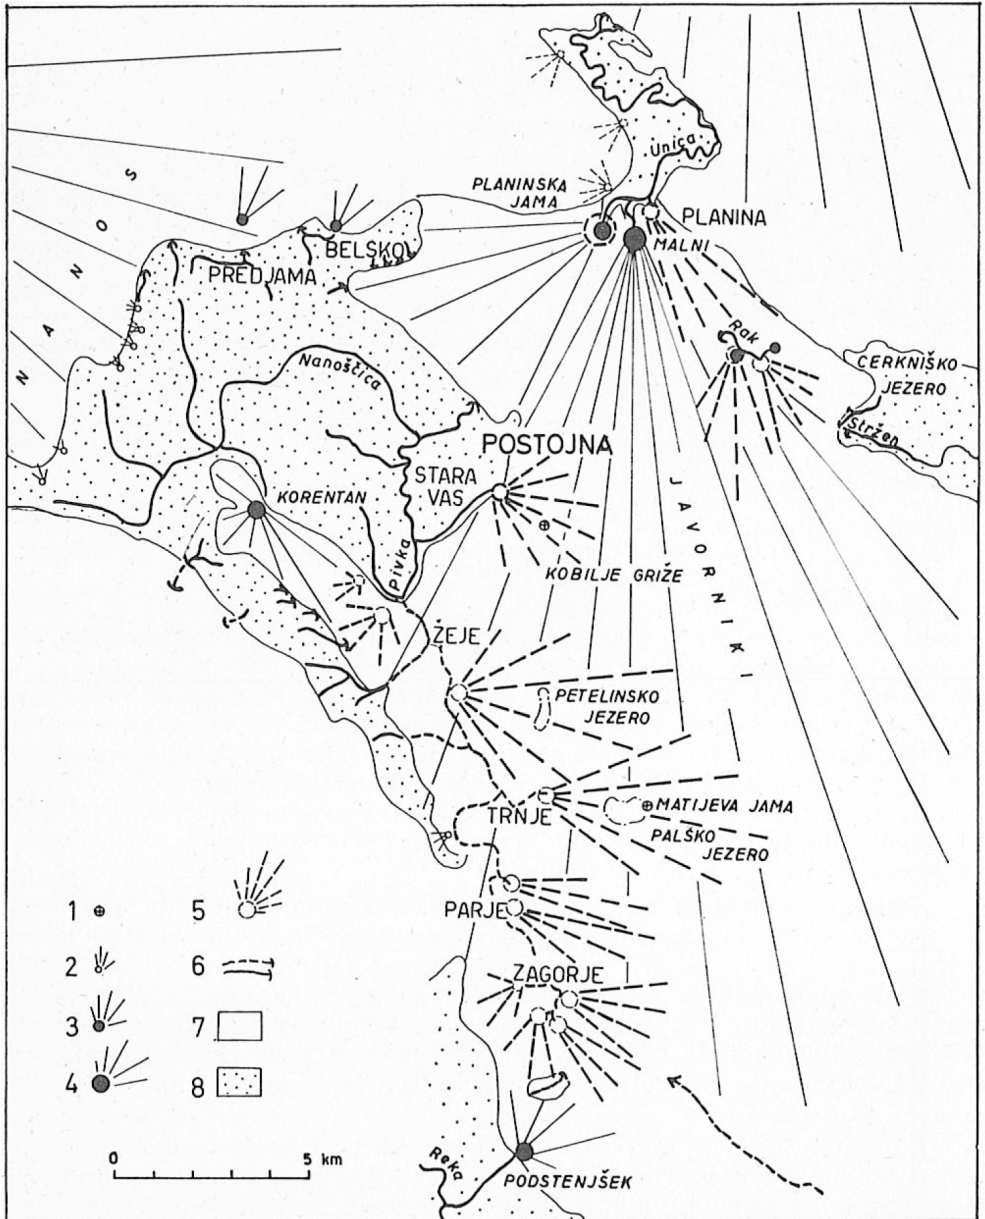 Unica
PLANINSKA
JAMA
PLANINA
MALNI
NANOS
BELSKO
PREDJAMA
Rak
CERKNIŠKO
JEZERO
Stržen
Nanoščica
POSTOJNA
STARA
VAS
KORENTAN
JAVORNIKI
Pivka
KOBILJE GRIŽE
ŽEJE
PETELINSKO
JEZERO
TRNJE
MATIJEVA JAMA
PALŠKO
JEZERO
PARJE
ZAGORJE
1
5
2
6
3
7
4
8
0
5 km
Reka
PODSTENJŠEK